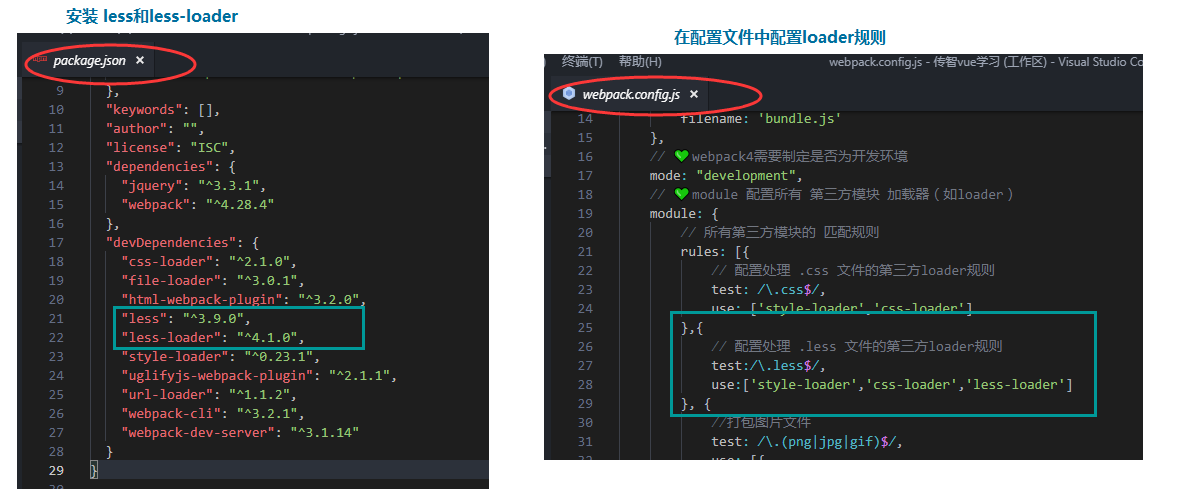 安装 less和less-loader
package.json ×
9 },
10 "keywords": [],
11 "author": "",
12 "license": "ISC",
13 "dependencies": {
14 "jquery": "^3.3.1",
15 "webpack": "^4.28.4"
16 },
17 "devDependencies": {
18 "css-loader": "^2.1.0",
19 "file-loader": "^3.0.1",
20 "html-webpack-plugin": "^3.2.0",
21 "less": "^3.9.0",
22 "less-loader": "^4.1.0",
23 "style-loader": "^0.23.1",
24 "uglifyjs-webpack-plugin": "^2.1.1",
25 "url-loader": "^1.1.2",
26 "webpack-cli": "^3.2.1",
27 "webpack-dev-server": "^3.1.14"
28 }
29 }
在配置文件中配置loader规则
终端(T) 帮助(H) webpack.config.js - 传智vue学习 (工作区) - Visual Studio Co
webpack.config.js ×
14 filename: 'bundle.js'
15 },
16 // 💚webpack4需要制定是否为开发环境
17 mode: "development",
18 // 💚module 配置所有 第三方模块 加载器（如loader）
19 module: {
20 // 所有第三方模块的 匹配规则
21 rules: [{
22 // 配置处理 .css 文件的第三方loader规则
23 test: /\.css$/,
24 use: ['style-loader','css-loader']
25 },{
26 // 配置处理 .less 文件的第三方loader规则
27 test:/\.less$/,
28 use:['style-loader','css-loader','less-loader']
29 }, {
30 //打包图片文件
31 test: /\.(png|jpg|gif)$/,
32 use: [{